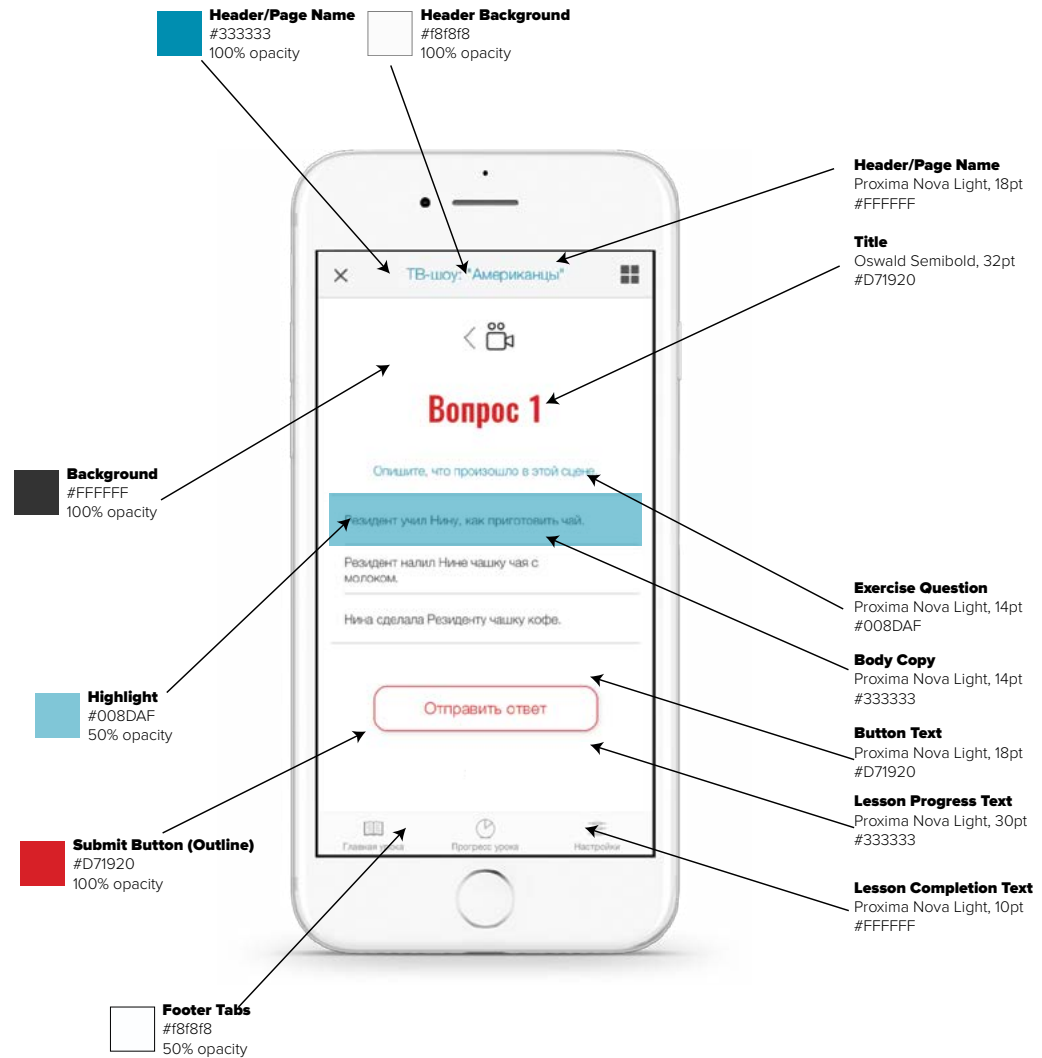 Header/Page Name
#333333
100% opacity
Header Background
#f8f8f8
100% opacity
Header/Page Name
Proxima Nova Light, 18pt
#FFFFFF
Title
Oswald Semibold, 32pt
#D71920
ТВ-шоу: "Американцы"
Вопрос 1
Background
#FFFFFF
100% opacity
Опишите, что произошло в этой сцене.
Резидент учил Нину, как приготовить чай.
Резидент налил Нине чашку чая с
молоком.
Нина сделала Резиденту чашку кофе.
Exercise Question
Proxima Nova Light, 14pt
#008DAF
Body Copy
Proxima Nova Light, 14pt
#333333
Highlight
#008DAF
50% opacity
Отправить ответ
Button Text
Proxima Nova Light, 18pt
#D71920
Lesson Progress Text
Proxima Nova Light, 30pt
#333333
Submit Button (Outline)
#D71920
100% opacity
Главная урока
Прогресс урока
Настройки
Lesson Completion Text
Proxima Nova Light, 10pt
#FFFFFF
Footer Tabs
#f8f8f8
50% opacity